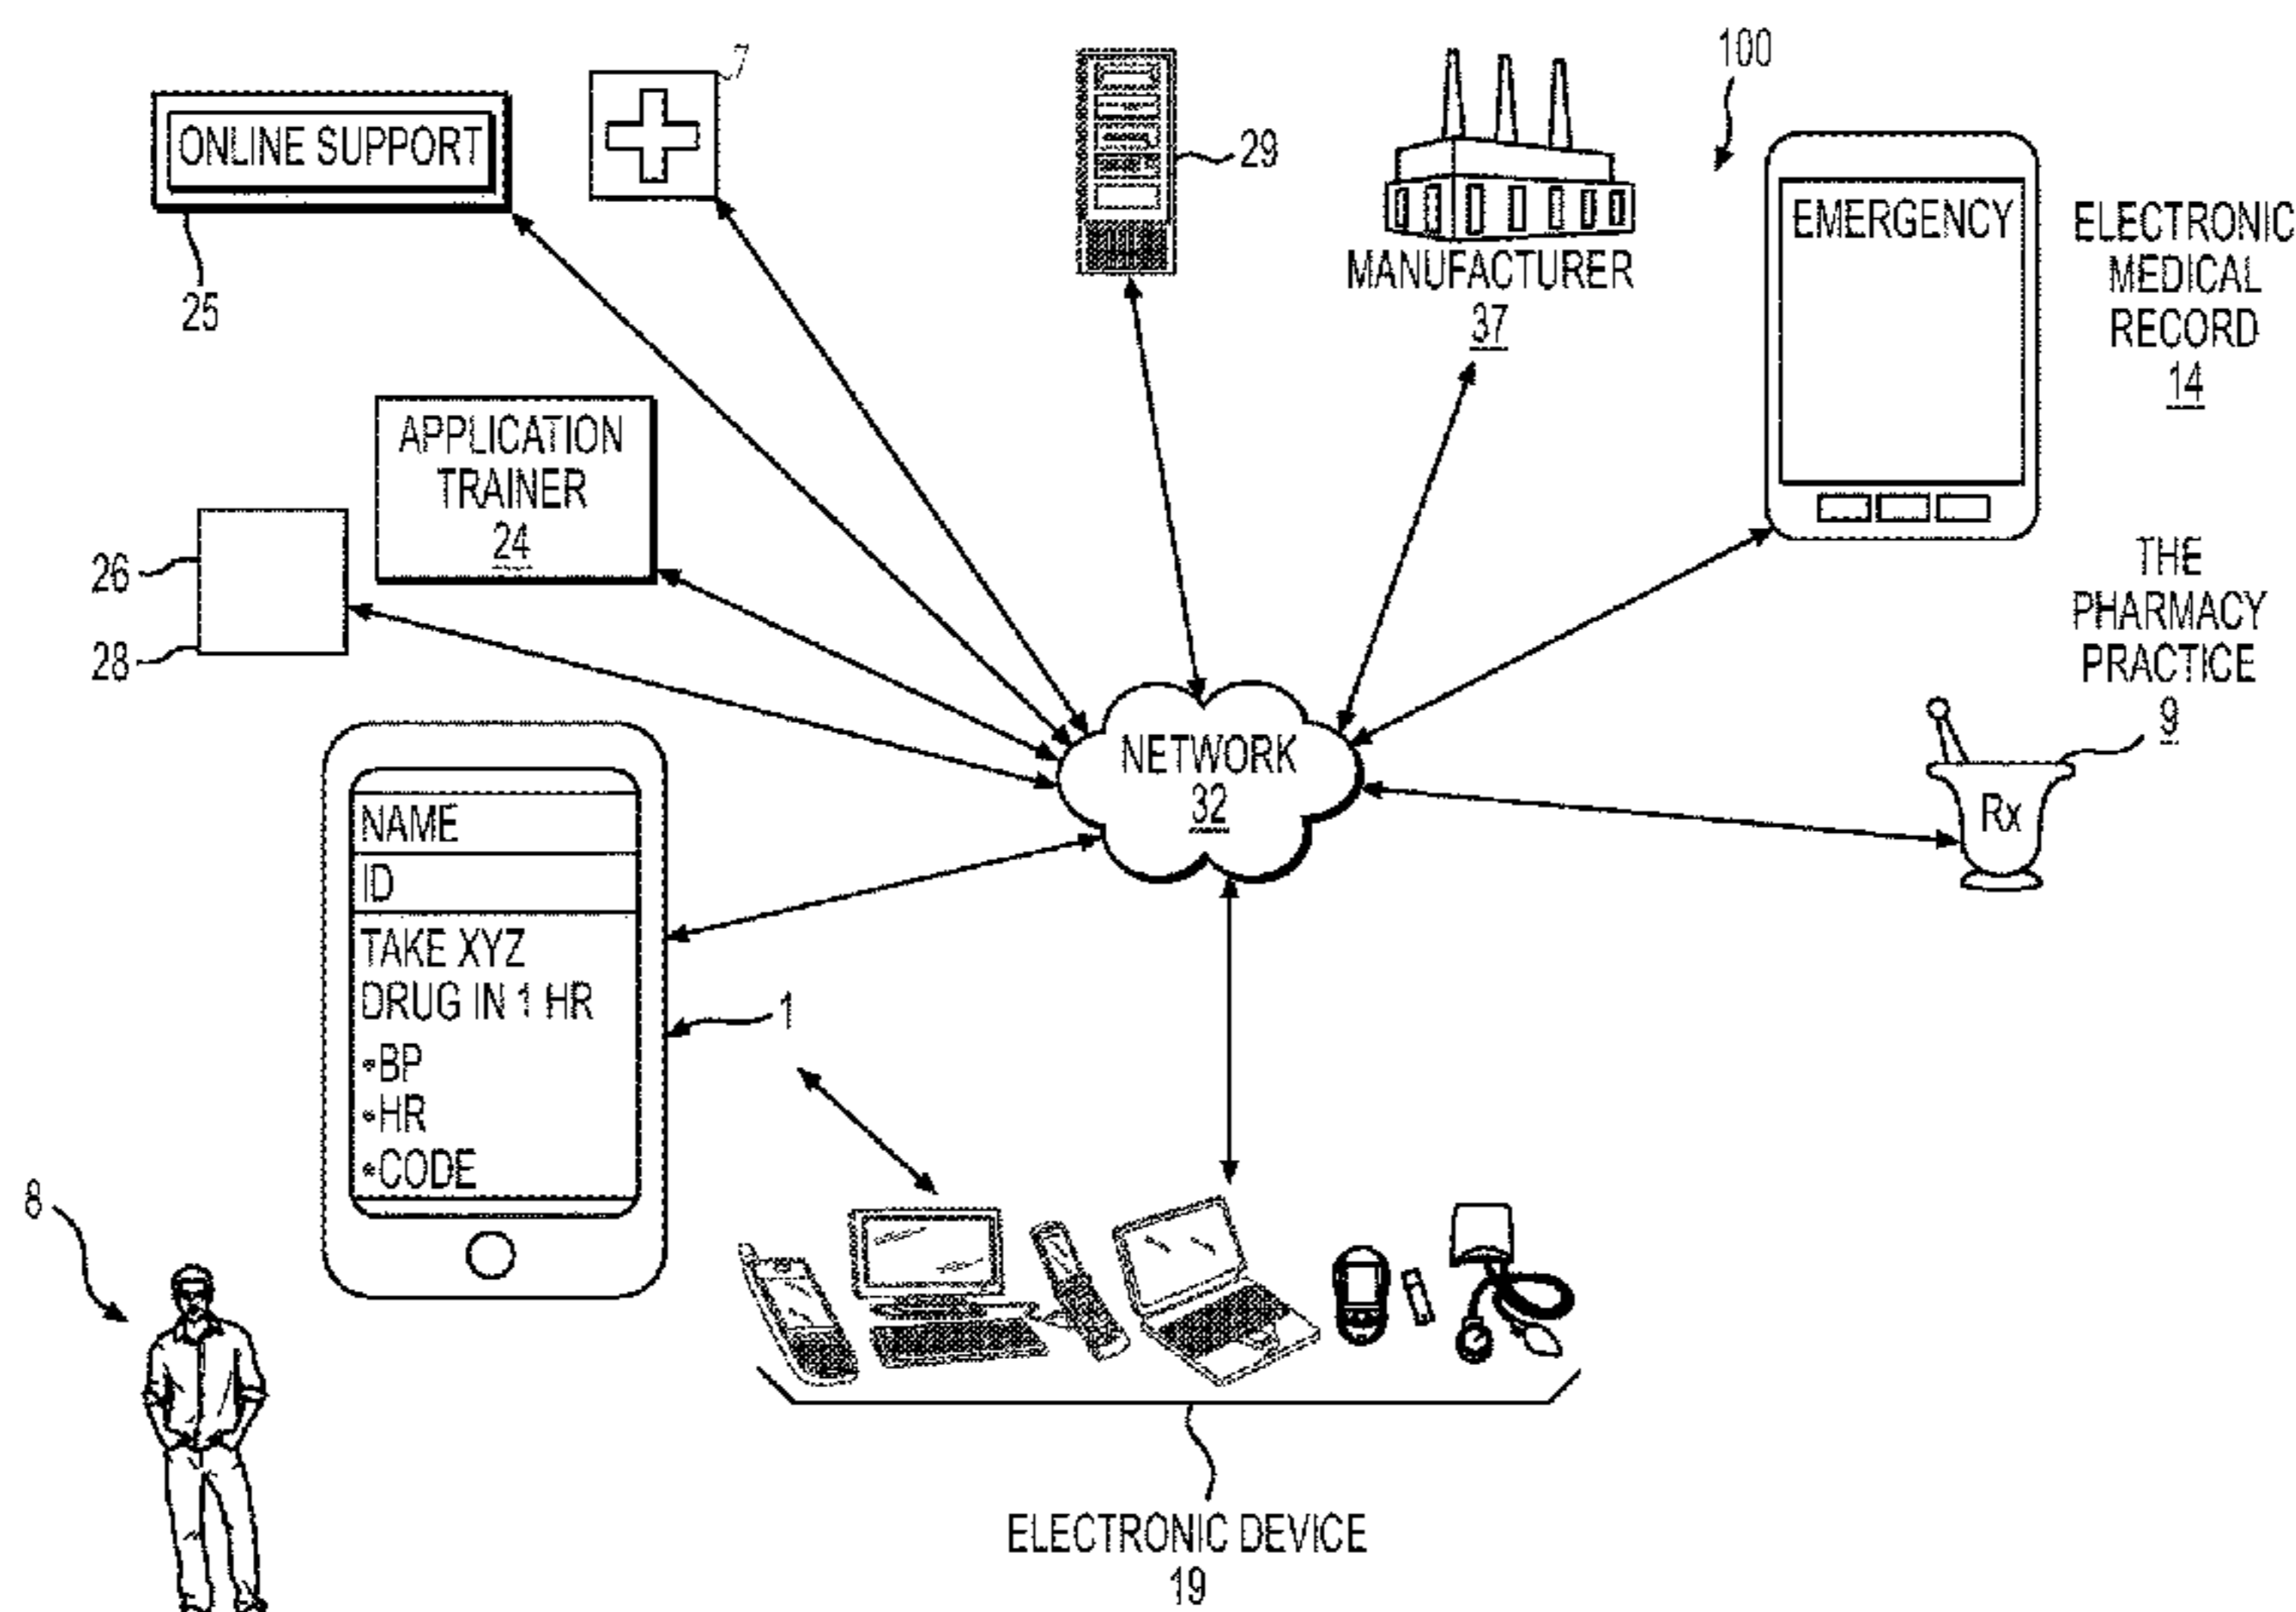 7
100
ONLINE SUPPORT
25
29
MANUFACTURER
37
EMERGENCY
ELECTRONIC
MEDICAL
RECORD
14
APPLICATION
TRAINER
24
26
28
THE
PHARMACY
PRACTICE
9
Rx
NETWORK
32
NAME
ID
TAKE XYZ
DRUG IN 1 HR
•BP
•HR
•CODE
1
8
ELECTRONIC DEVICE
19